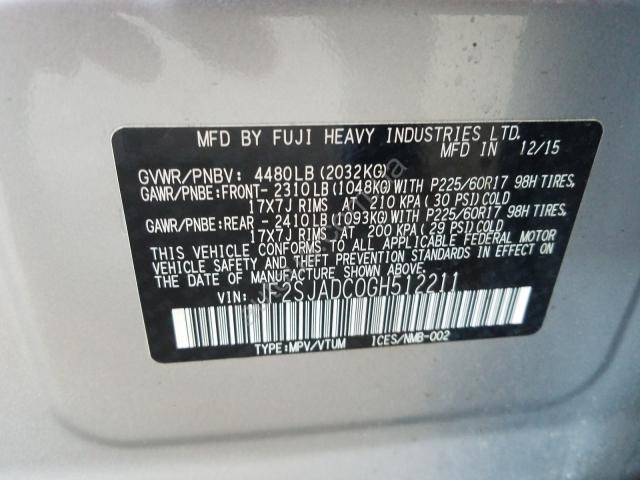 MFD BY FUJI HEAVY INDUSTRIES LTD.
MFD IN 12/15
GVWR/PNBV: 4480LB(2032KG)
GAWR/PNBE:FRONT- 2310LB(1048KG)WITH P225/60R17 98H TIRES,
17X7J RIMS AT 210 KPA( 30 PSI)COLD
GAWR/PNBE:REAR - 2410LB(1093KG)WITH P225/60R17 98H TIRES,
17X7J RIMS AT 200 KPA( 29 PSI)COLD
THIS VEHICLE CONFORMS TO ALL APPLICABLE FEDERAL MOTOR
VEHICLE SAFETY AND THEFT PREVENTION STANDARDS IN EFFECT ON
THE DATE OF MANUFACTURE SHOWN ABOVE.
VIN: JF2SJADC0GH512211
TYPE:MPV/VTUM ICES/NMB-002